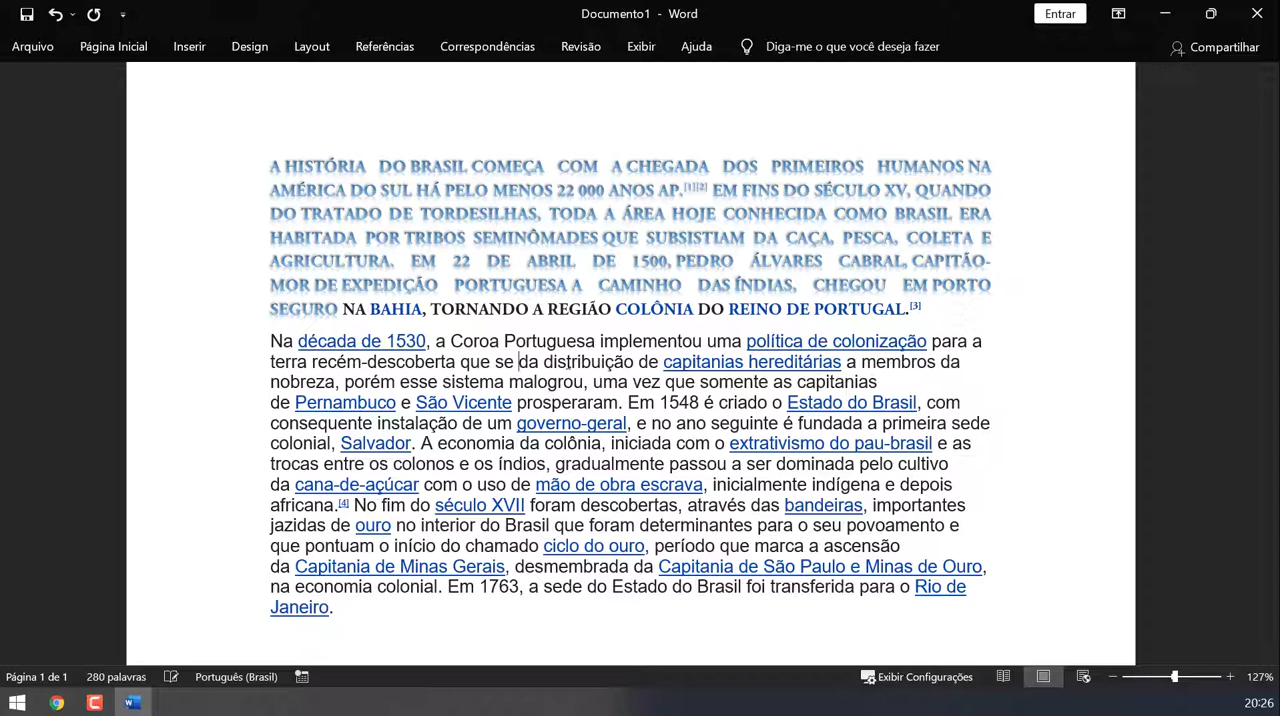 Documento1 - Word
Entrar
Arquivo Página Inicial Inserir Design Layout Referências Correspondências Revisão Exibir Ajuda Diga-me o que você deseja fazer Compartilhar
A HISTÓRIA DO BRASIL COMEÇA COM A CHEGADA DOS PRIMEIROS HUMANOS NA
AMÉRICA DO SUL HÁ PELO MENOS 22 000 ANOS AP.[1][2] EM FINS DO SÉCULO XV, QUANDO
DO TRATADO DE TORDESILHAS, TODA A ÁREA HOJE CONHECIDA COMO BRASIL ERA
HABITADA POR TRIBOS SEMINÔMADES QUE SUBSISTIAM DA CAÇA, PESCA, COLETA E
AGRICULTURA. EM 22 DE ABRIL DE 1500, PEDRO ÁLVARES CABRAL, CAPITÃO-
MOR DE EXPEDIÇÃO PORTUGUESA A CAMINHO DAS ÍNDIAS, CHEGOU EM PORTO
SEGURO NA BAHIA, TORNANDO A REGIÃO COLÔNIA DO REINO DE PORTUGAL.[3]
Na década de 1530, a Coroa Portuguesa implementou uma política de colonização para a
terra recém-descoberta que se da distribuição de capitanias hereditárias a membros da
nobreza, porém esse sistema malogrou, uma vez que somente as capitanias
de Pernambuco e São Vicente prosperaram. Em 1548 é criado o Estado do Brasil, com
consequente instalação de um governo-geral, e no ano seguinte é fundada a primeira sede
colonial, Salvador. A economia da colônia, iniciada com o extrativismo do pau-brasil e as
trocas entre os colonos e os índios, gradualmente passou a ser dominada pelo cultivo
da cana-de-açúcar com o uso de mão de obra escrava, inicialmente indígena e depois
africana.[4] No fim do século XVII foram descobertas, através das bandeiras, importantes
jazidas de ouro no interior do Brasil que foram determinantes para o seu povoamento e
que pontuam o início do chamado ciclo do ouro, período que marca a ascensão
da Capitania de Minas Gerais, desmembrada da Capitania de São Paulo e Minas de Ouro,
na economia colonial. Em 1763, a sede do Estado do Brasil foi transferida para o Rio de
Janeiro.
Página 1 de 1 280 palavras Português (Brasil) Exibir Configurações 127%
20:26